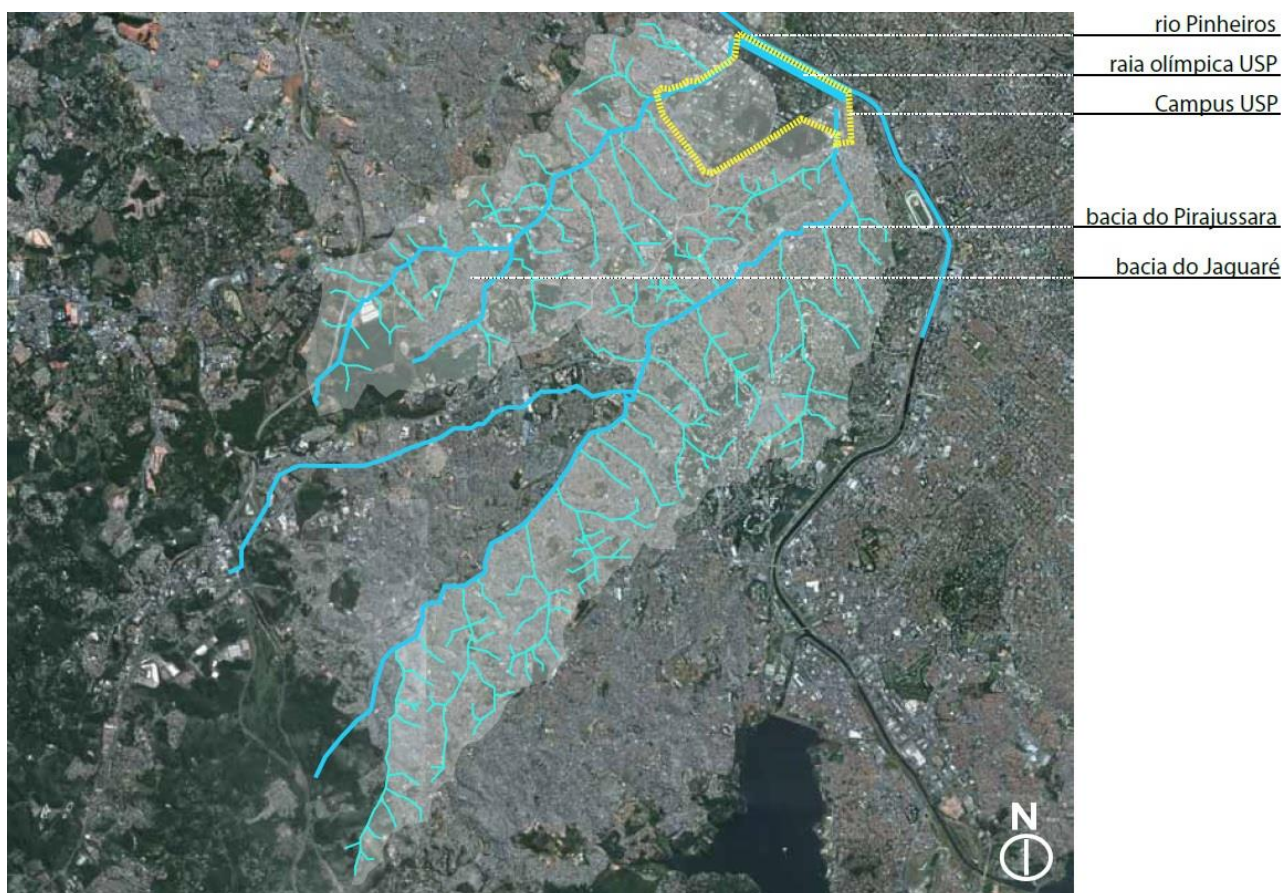 rio Pinheiros
raia olímpica USP
Campus USP
bacia do Pirajussara
bacia do Jaguaré
N